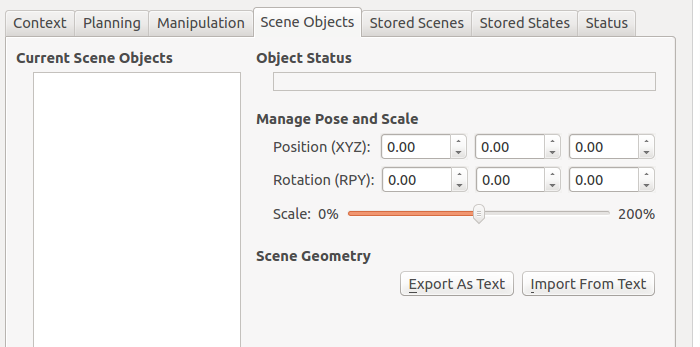 Context Planning Manipulation Scene Objects Stored Scenes Stored States Status
Current Scene Objects
Object Status
Manage Pose and Scale
Position (XYZ): 0.00 0.00 0.00
Rotation (RPY): 0.00 0.00 0.00
Scale: 0% 200%
Scene Geometry
Export As Text Import From Text